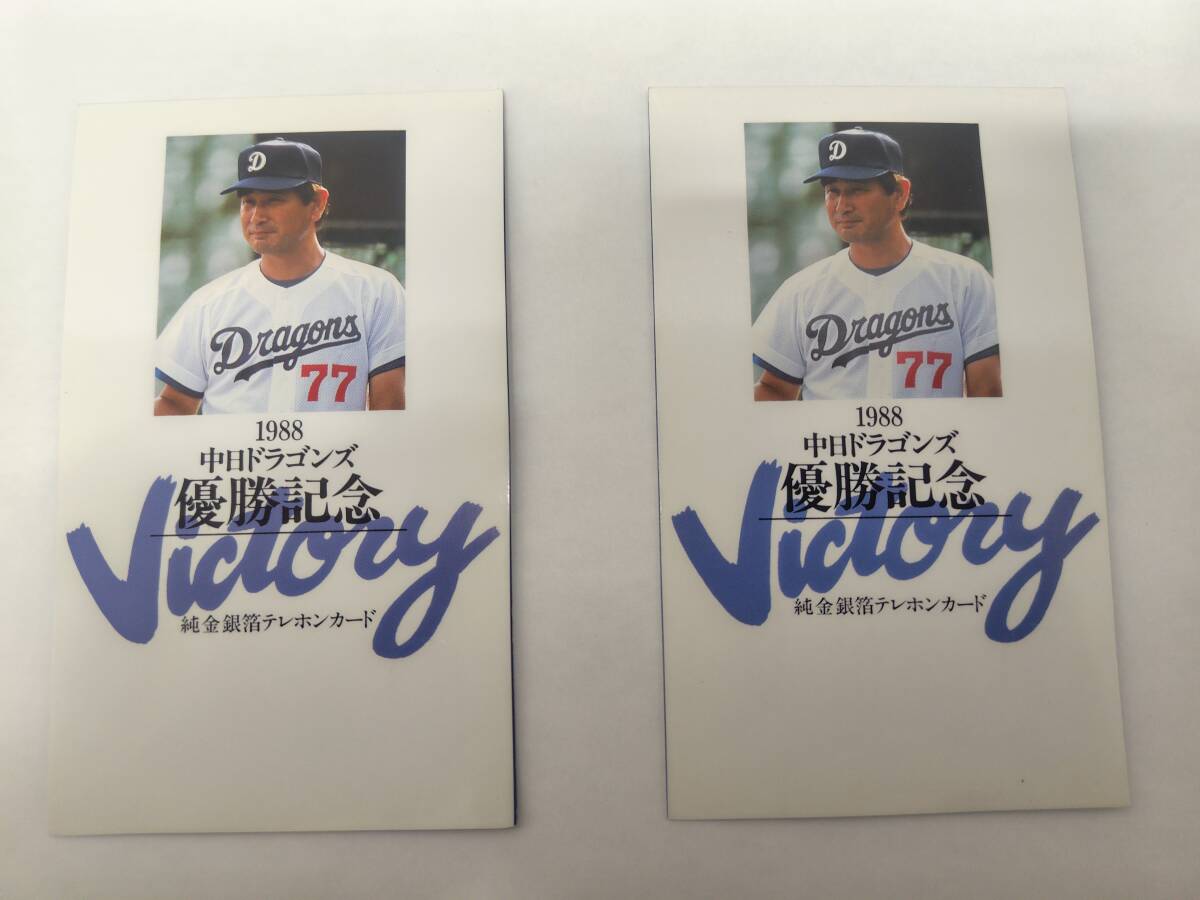 D
Dragons
77
1988
中日ドラゴンズ
優勝記念
Victory
純金銀箔テレホンカード
D
Dragons
77
1988
中日ドラゴンズ
優勝記念
Victory
純金銀箔テレホンカード